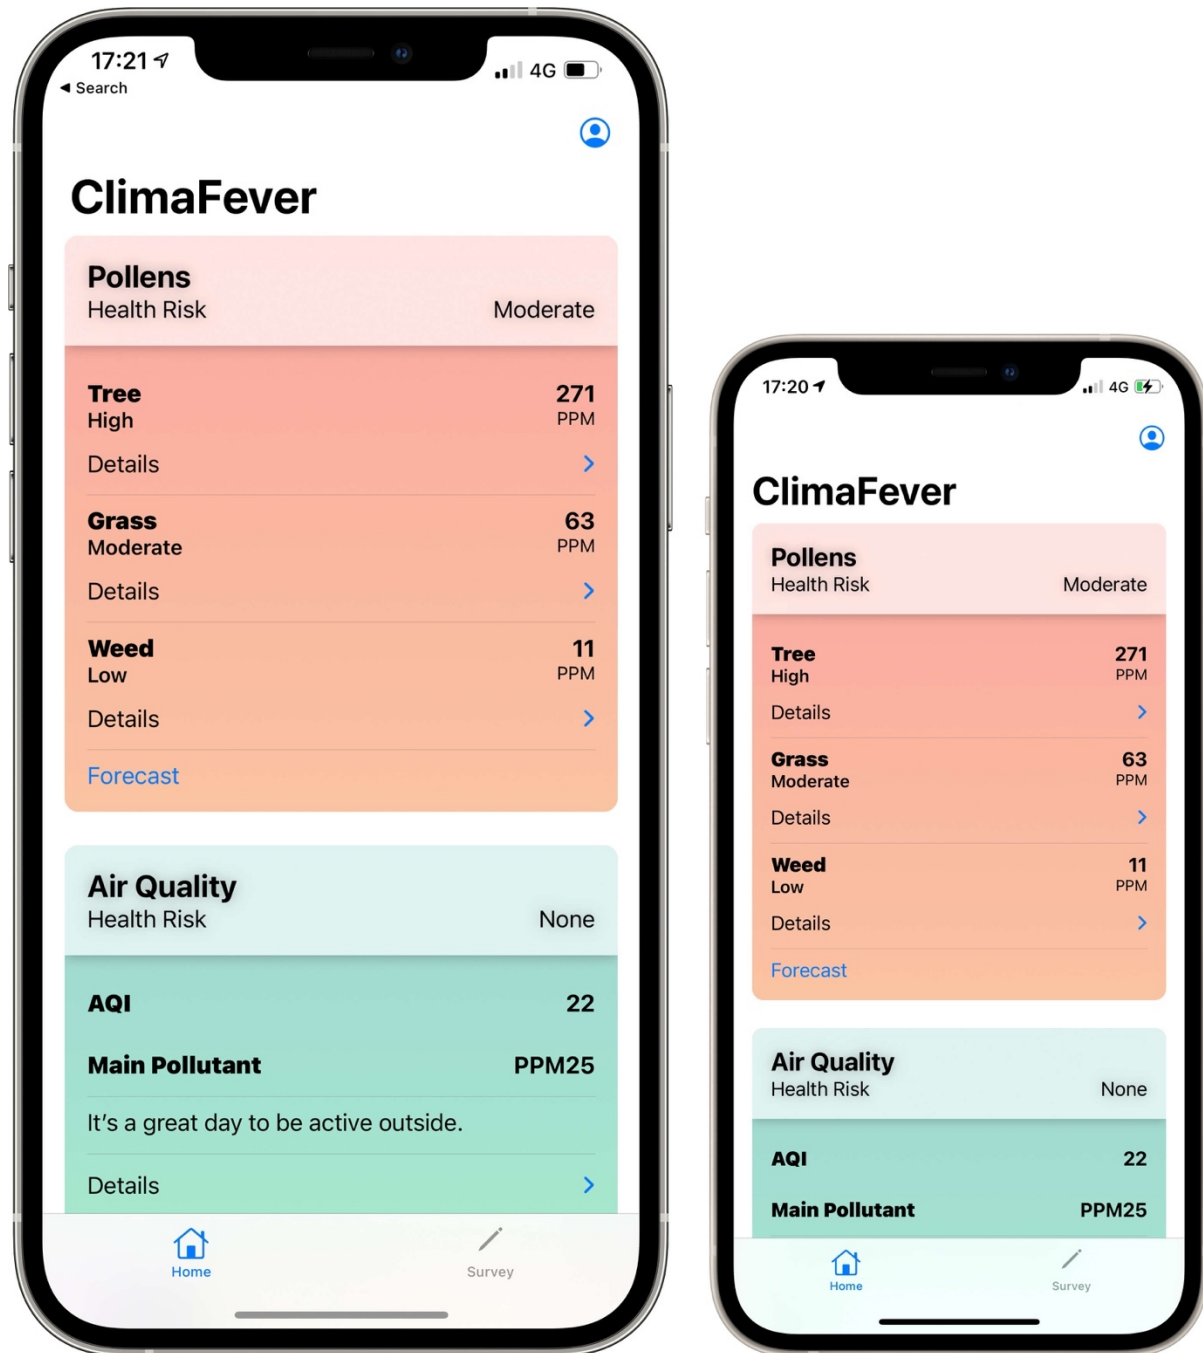 17:21 4G
◀ Search
ClimaFever
Pollens
Health Risk Moderate
Tree 271
High PPM
Details
Grass 63
Moderate PPM
Details
Weed 11
Low PPM
Details
Forecast
Air Quality
Health Risk None
AQI 22
Main Pollutant PPM25
It's a great day to be active outside.
Details
Home Survey
17:20 4G
ClimaFever
Pollens
Health Risk Moderate
Tree 271
High PPM
Details
Grass 63
Moderate PPM
Details
Weed 11
Low PPM
Details
Forecast
Air Quality
Health Risk None
AQI 22
Main Pollutant PPM25
Home Survey